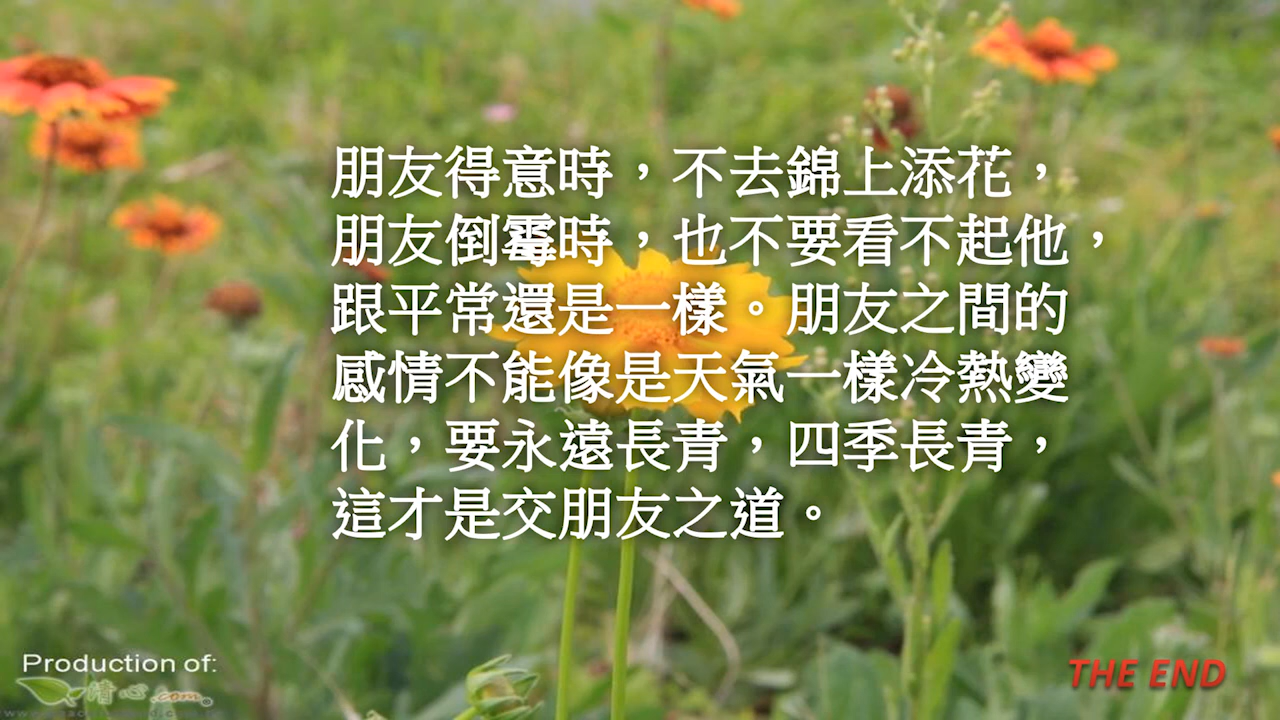 朋友得意時，不去錦上添花，
朋友倒霉時，也不要看不起他，
跟平常還是一樣。朋友之間的
感情不能像是天氣一樣冷熱變
化，要永遠長青，四季長青，
這才是交朋友之道。
Production of:
清心.com
THE END